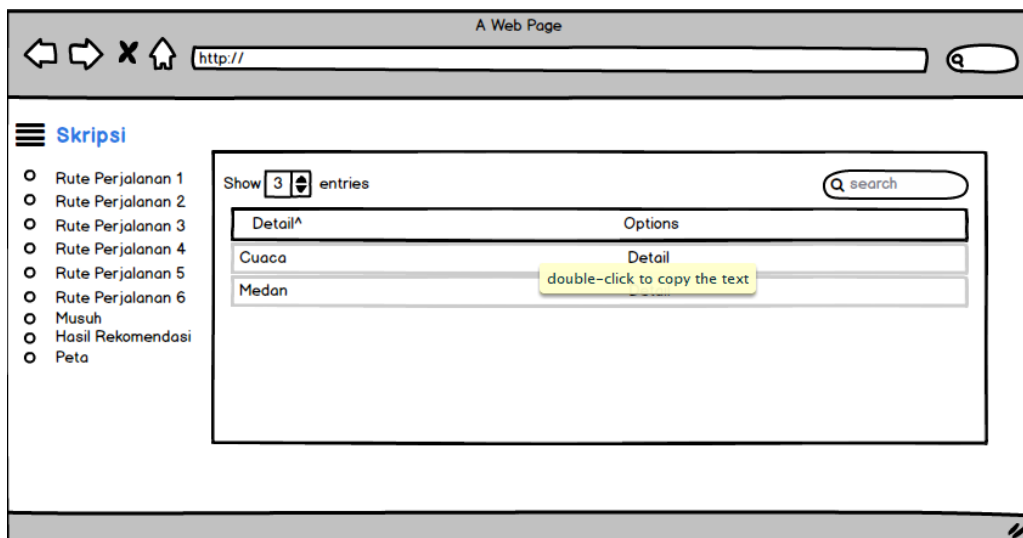 A Web Page
http://
Skripsi
Rute Perjalanan 1
Rute Perjalanan 2
Rute Perjalanan 3
Rute Perjalanan 4
Rute Perjalanan 5
Rute Perjalanan 6
Musuh
Hasil Rekomendasi
Peta
Show 3 entries
search
Detail^ Options
Cuaca Detail
double-click to copy the text
Medan